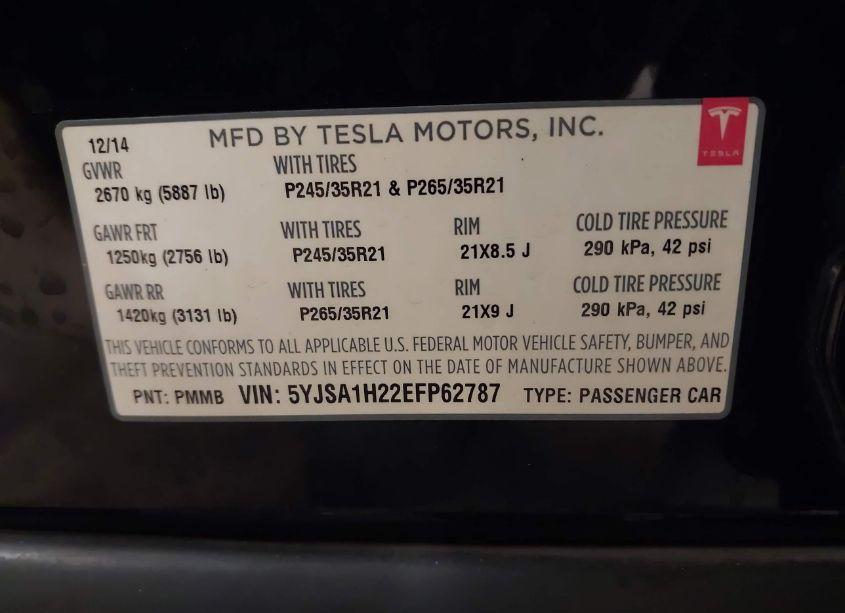 12/14 MFD BY TESLA MOTORS, INC.
TESLA
GVWR WITH TIRES
2670 kg (5887 lb) P245/35R21 & P265/35R21
GAWR FRT WITH TIRES RIM COLD TIRE PRESSURE
1250kg (2756 lb) P245/35R21 21X8.5 J 290 kPa, 42 psi
GAWR RR WITH TIRES RIM COLD TIRE PRESSURE
1420kg (3131 lb) P265/35R21 21X9 J 290 kPa, 42 psi
THIS VEHICLE CONFORMS TO ALL APPLICABLE U.S. FEDERAL MOTOR VEHICLE SAFETY, BUMPER, AND
THEFT PREVENTION STANDARDS IN EFFECT ON THE DATE OF MANUFACTURE SHOWN ABOVE.
PNT: PMMB VIN: 5YJSA1H22EFP62787 TYPE: PASSENGER CAR